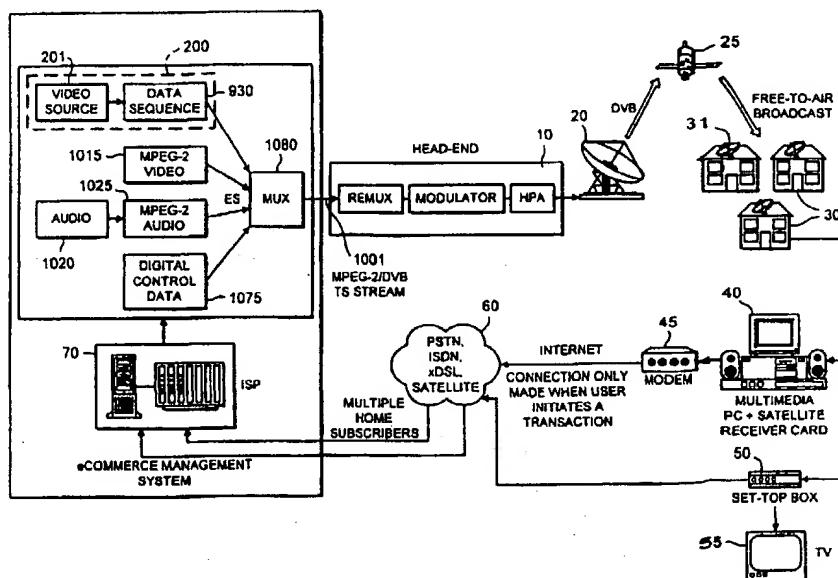 201
200
VIDEO
SOURCE
DATA
SEQUENCE
930
1015
MPEG-2
VIDEO
1080
1025
ES
MUX
AUDIO
MPEG-2
AUDIO
1020
DIGITAL
CONTROL
DATA
1075
HEAD-END
10
REMUX
MODULATOR
HPA
1001
MPEG-2/DVB
TS STREAM
20
DVB
25
FREE-TO-AIR
BROADCAST
31
30
70
ISP
eCOMMERCE MANAGEMENT
SYSTEM
60
PSTN,
ISDN,
xDSL,
SATELLITE
MULTIPLE
HOME
SUBSCRIBERS
INTERNET
CONNECTION ONLY
MADE WHEN USER
INITIATES A
TRANSACTION
45
MODEM
40
MULTIMEDIA
PC + SATELLITE
RECEIVER CARD
50
SET-TOP BOX
55
TV